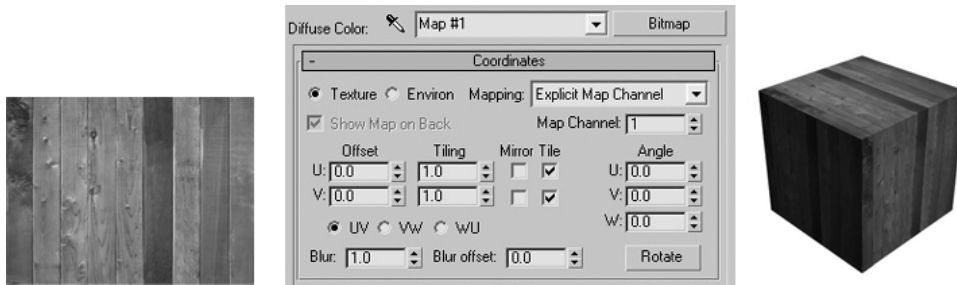 Diffuse Color: Map #1 Bitmap
- Coordinates
Texture Environ Mapping: Explicit Map Channel
Show Map on Back Map Channel: 1
Offset Tiling Mirror Tile Angle
U: 0.0 1.0 U: 0.0
V: 0.0 1.0 V: 0.0
UV VW WU W: 0.0
Blur: 1.0 Blur offset: 0.0 Rotate